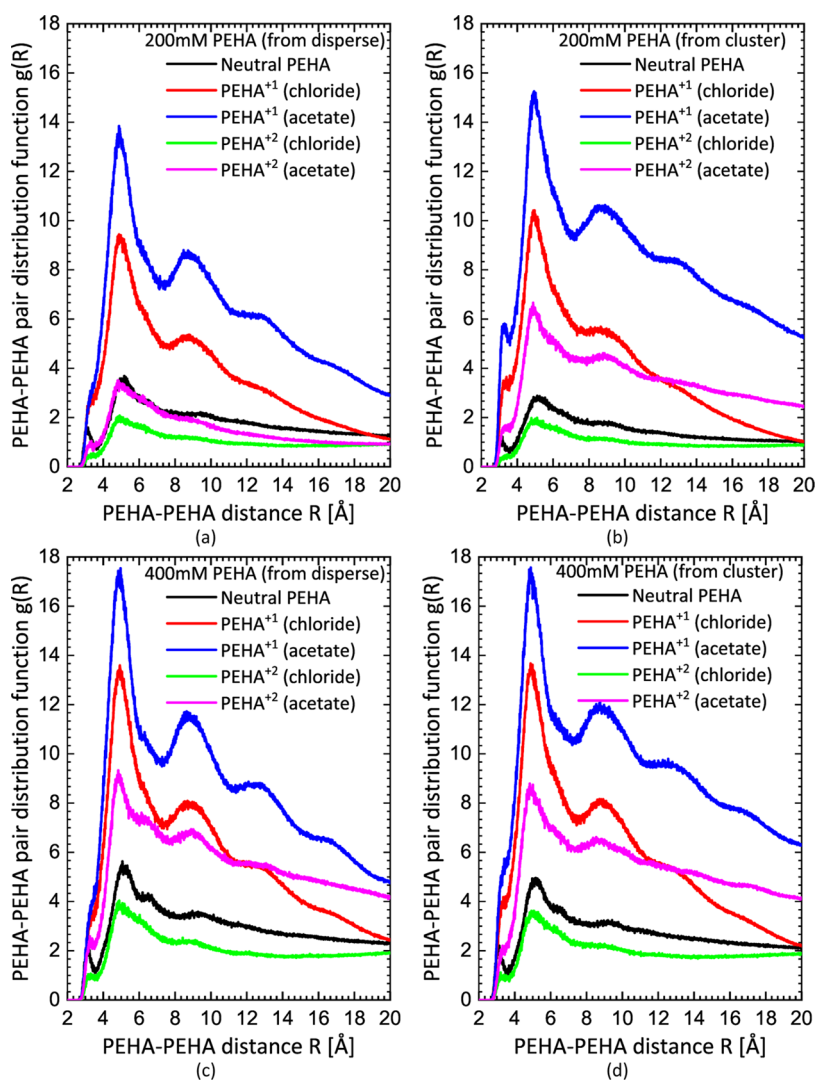 200mM PEHA (from disperse)
Neutral PEHA
PEHA+1 (chloride)
PEHA+1 (acetate)
PEHA+2 (chloride)
PEHA+2 (acetate)
PEHA-PEHA pair distribution function g(R)
18
16
14
12
10
8
6
4
2
0
2 4 6 8 10 12 14 16 18 20
PEHA-PEHA distance R [Å]
(a)
200mM PEHA (from cluster)
Neutral PEHA
PEHA+1 (chloride)
PEHA+1 (acetate)
PEHA+2 (chloride)
PEHA+2 (acetate)
PEHA-PEHA pair distribution function g(R)
18
16
14
12
10
8
6
4
2
0
2 4 6 8 10 12 14 16 18 20
PEHA-PEHA distance R [Å]
(b)
400mM PEHA (from disperse)
Neutral PEHA
PEHA+1 (chloride)
PEHA+1 (acetate)
PEHA+2 (chloride)
PEHA+2 (acetate)
PEHA-PEHA pair distribution function g(R)
18
16
14
12
10
8
6
4
2
0
2 4 6 8 10 12 14 16 18 20
PEHA-PEHA distance R [Å]
(c)
400mM PEHA (from cluster)
Neutral PEHA
PEHA+1 (chloride)
PEHA+1 (acetate)
PEHA+2 (chloride)
PEHA+2 (acetate)
PEHA-PEHA pair distribution function g(R)
18
16
14
12
10
8
6
4
2
0
2 4 6 8 10 12 14 16 18 20
PEHA-PEHA distance R [Å]
(d)